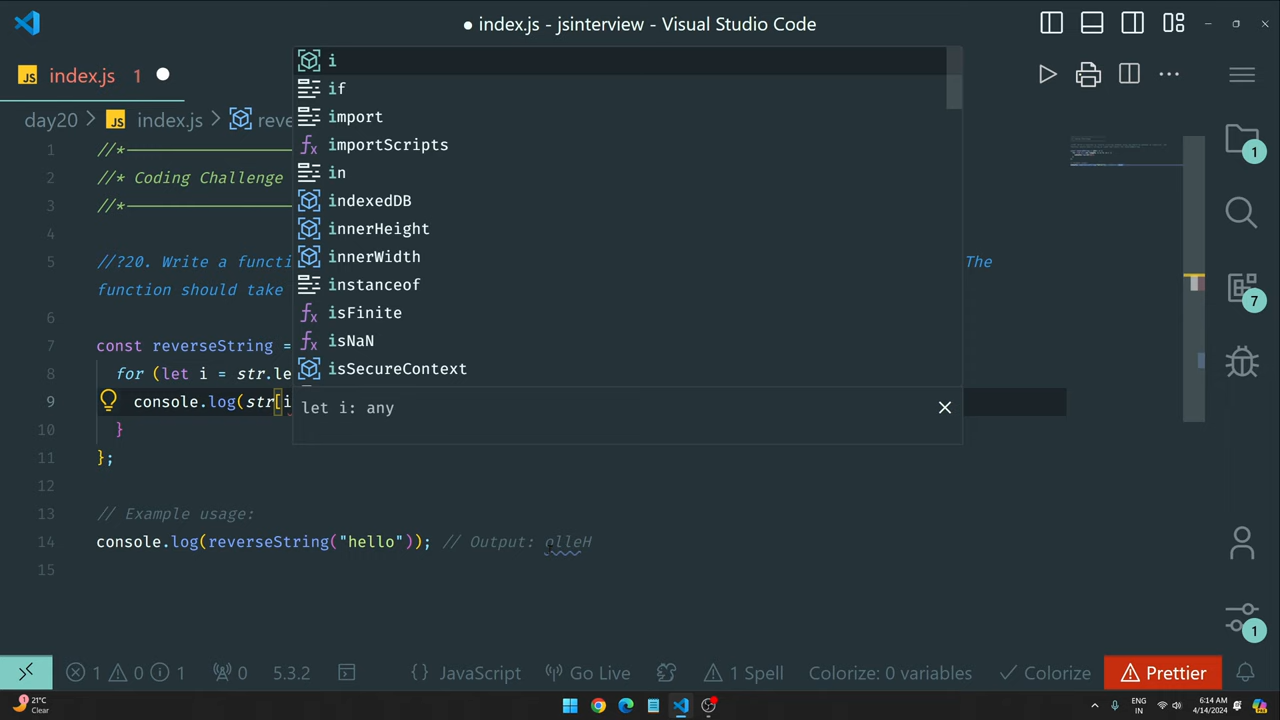 ● index.js - jsinterview - Visual Studio Code
JS index.js 1
day20 > JS index.js > reve
1 //*
2 //* Coding Challenge
3 //*
4
5 //?20. Write a functi The
function should take
6
7 const reverseString =
8 for (let i = str.le
9 console.log(str[i
10 }
11 };
12
13 // Example usage:
14 console.log(reverseString("hello")); // Output: olleH
15
i
if
import
importScripts
in
indexedDB
innerHeight
innerWidth
instanceof
isFinite
isNaN
isSecureContext
let i: any
1
7
1
1 0 1 0 5.3.2 {} JavaScript Go Live 1 Spell Colorize: 0 variables Colorize Prettier
1 21°C
Clear
ENG
IN
6:14 AM
4/14/2024